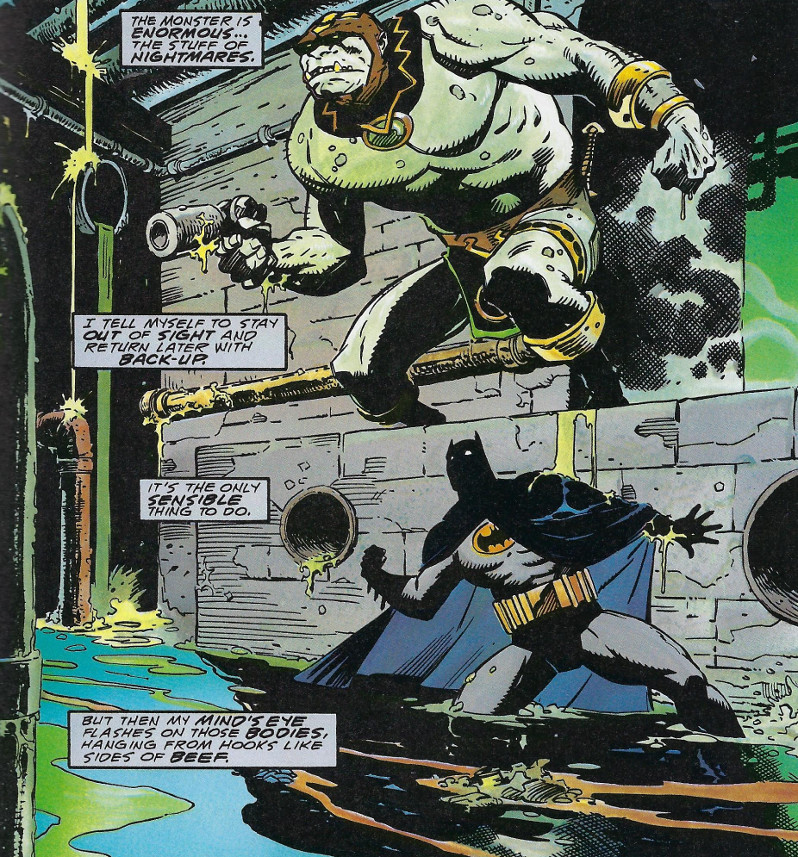 THE MONSTER IS
ENORMOUS...
THE STUFF OF
NIGHTMARES.
I TELL MYSELF TO STAY
OUT OF SIGHT AND
RETURN LATER WITH
BACK-UP.
IT'S THE ONLY
SENSIBLE
THING TO DO.
BUT THEN MY MIND'S EYE
FLASHES ON THOSE BODIES,
HANGING FROM HOOKS LIKE
SIDES OF BEEF.